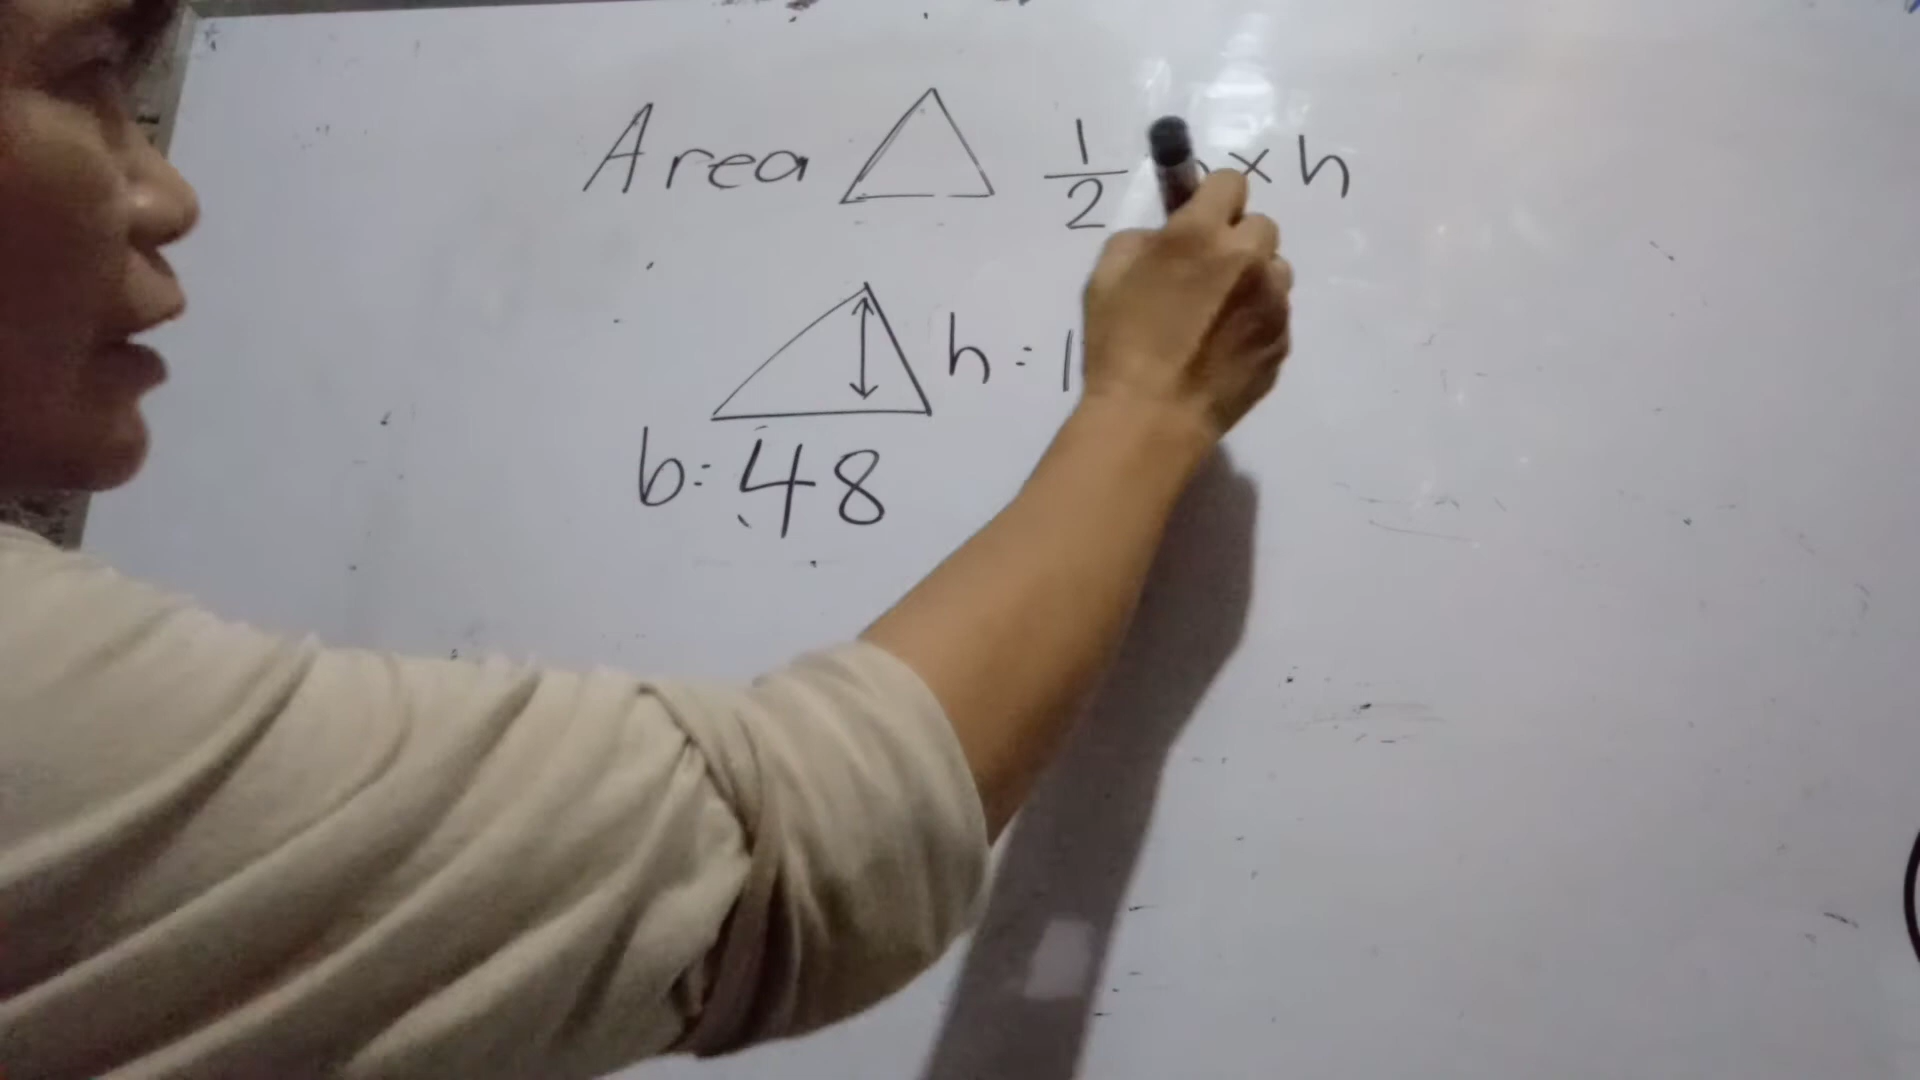 Area △ 1/2 × h
h = 1
b = 48